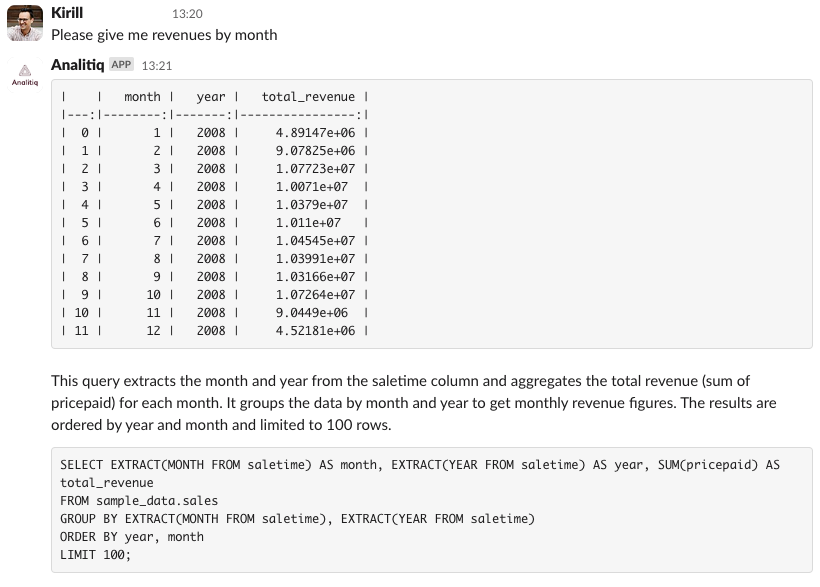 Kirill 13:20
Please give me revenues by month
Analitiq APP 13:21
Analitiq
|    |   month |   year |   total_revenue |
|---:|--------:|-------:|----------------:|
|  0 |       1 |   2008 |     4.89147e+06 |
|  1 |       2 |   2008 |     9.07825e+06 |
|  2 |       3 |   2008 |     1.07723e+07 |
|  3 |       4 |   2008 |     1.0071e+07  |
|  4 |       5 |   2008 |     1.0379e+07  |
|  5 |       6 |   2008 |     1.011e+07   |
|  6 |       7 |   2008 |     1.04545e+07 |
|  7 |       8 |   2008 |     1.03991e+07 |
|  8 |       9 |   2008 |     1.03166e+07 |
|  9 |      10 |   2008 |     1.07264e+07 |
| 10 |      11 |   2008 |     9.0449e+06  |
| 11 |      12 |   2008 |     4.52181e+06 |
This query extracts the month and year from the saletime column and aggregates the total revenue (sum of
pricepaid) for each month. It groups the data by month and year to get monthly revenue figures. The results are
ordered by year and month and limited to 100 rows.
SELECT EXTRACT(MONTH FROM saletime) AS month, EXTRACT(YEAR FROM saletime) AS year, SUM(pricepaid) AS
total_revenue
FROM sample_data.sales
GROUP BY EXTRACT(MONTH FROM saletime), EXTRACT(YEAR FROM saletime)
ORDER BY year, month
LIMIT 100;